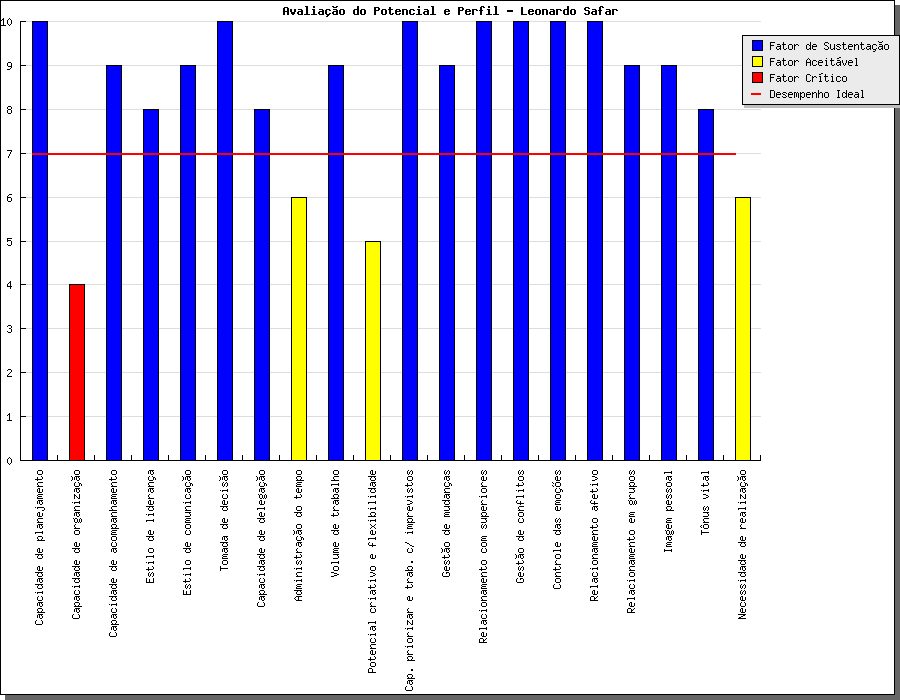 Avaliação do Potencial e Perfil - Leonardo Safar
Fator de Sustentação
Fator Aceitável
Fator Crítico
Desempenho Ideal
10
9
8
7
6
5
4
3
2
1
0
Capacidade de planejamento
Capacidade de organização
Capacidade de acompanhamento
Estilo de liderança
Estilo de comunicação
Tomada de decisão
Capacidade de delegação
Administração do tempo
Volume de trabalho
Potencial criativo e flexibilidade
Cap. priorizar e trab. c/ imprevistos
Gestão de mudanças
Relacionamento com superiores
Gestão de conflitos
Controle das emoções
Relacionamento afetivo
Relacionamento em grupos
Imagem pessoal
Tônus vital
Necessidade de realização